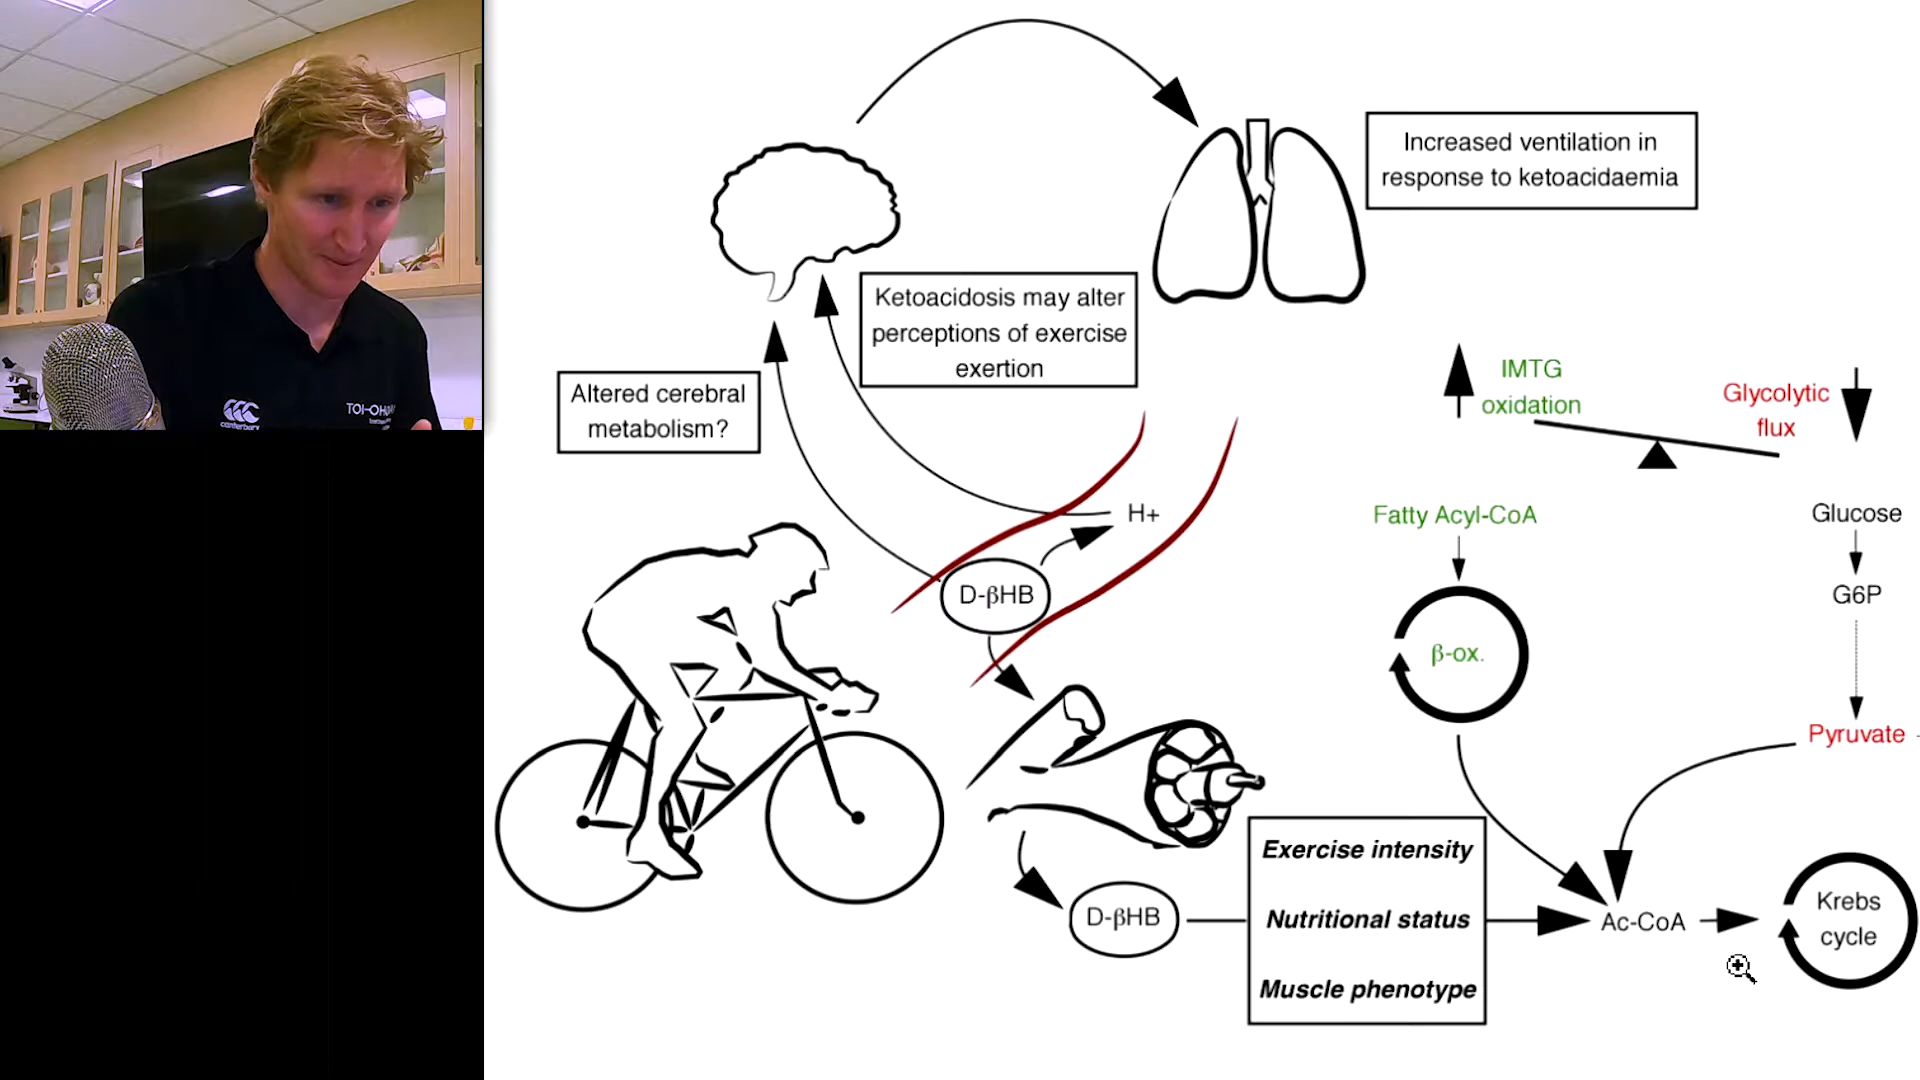 canterbury
TOI-OHO
Increased ventilation in
response to ketoacidaemia
Ketoacidosis may alter
perceptions of exercise
exertion
Altered cerebral
metabolism?
IMTG
oxidation
Glycolytic
flux
H+
D-βHB
Fatty Acyl-CoA
Glucose
G6P
β-ox.
Pyruvate
Exercise intensity
Nutritional status
Muscle phenotype
D-βHB
Ac-CoA
Krebs
cycle